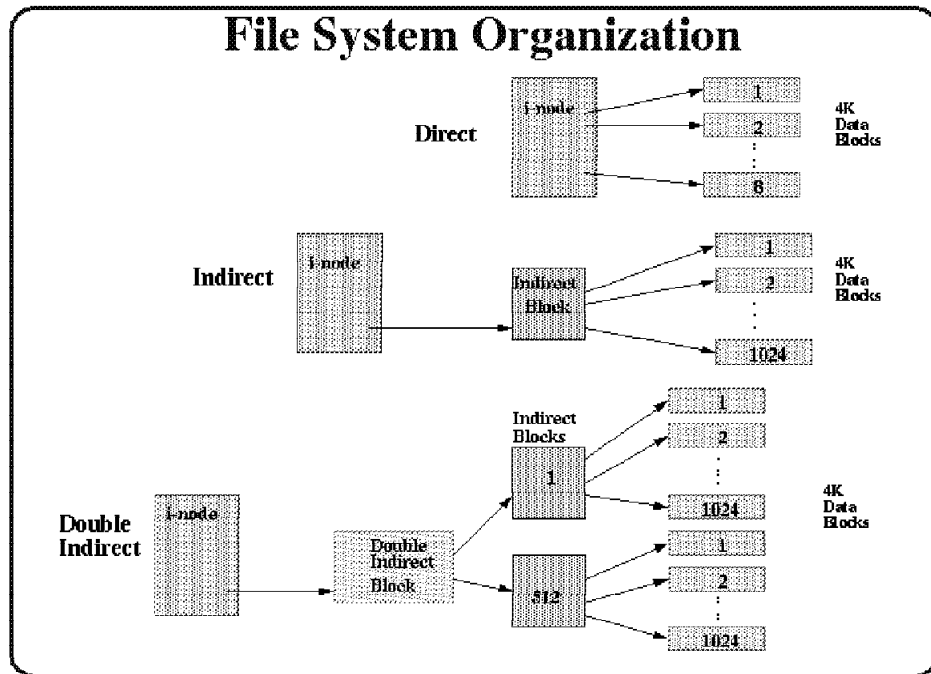 File System Organization
Direct
i-node
1
2
8
4K
Data
Blocks
Indirect
i-node
Indirect
Block
1
2
1024
4K
Data
Blocks
Double
Indirect
i-node
Double
Indirect
Block
Indirect
Blocks
1
512
1
2
1024
1
2
1024
4K
Data
Blocks